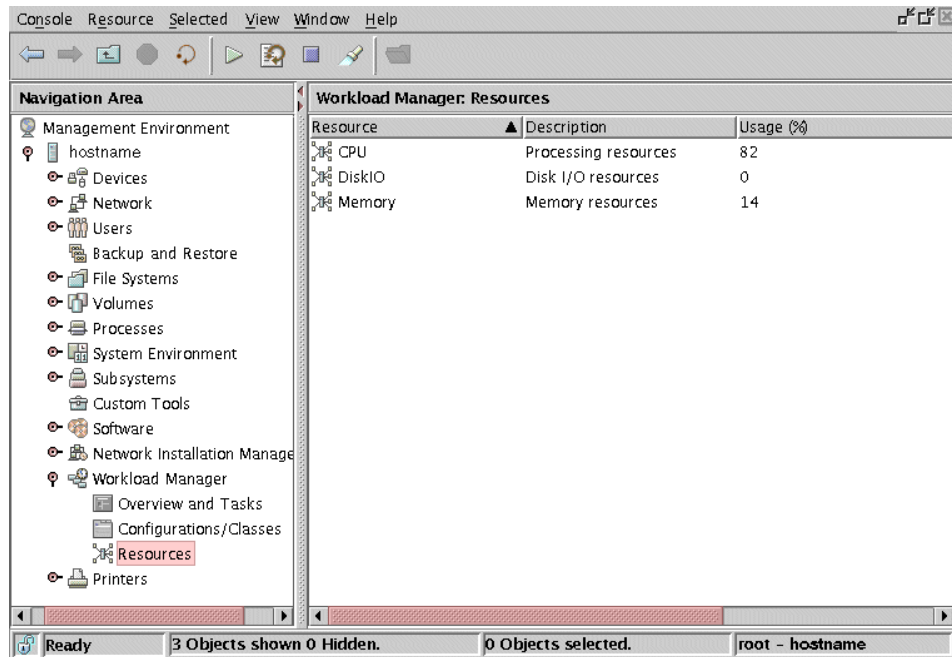 Console Resource Selected View Window Help
Navigation Area
Management Environment
hostname
Devices
Network
Users
Backup and Restore
File Systems
Volumes
Processes
System Environment
Subsystems
Custom Tools
Software
Network Installation Manage
Workload Manager
Overview and Tasks
Configurations/Classes
Resources
Printers
Workload Manager: Resources
Resource Description Usage (%)
CPU Processing resources 82
DiskIO Disk I/O resources 0
Memory Memory resources 14
Ready 3 Objects shown 0 Hidden. 0 Objects selected. root - hostname